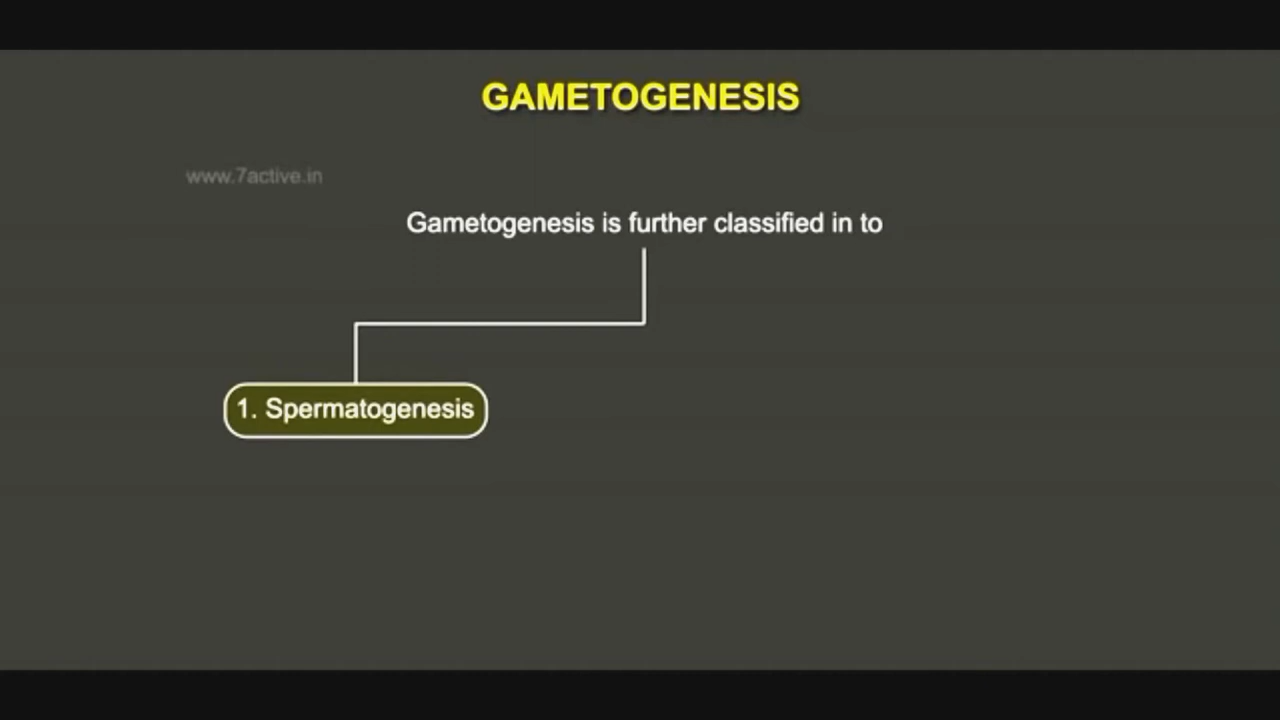 GAMETOGENESIS
www.7active.in
Gametogenesis is further classified in to
1. Spermatogenesis